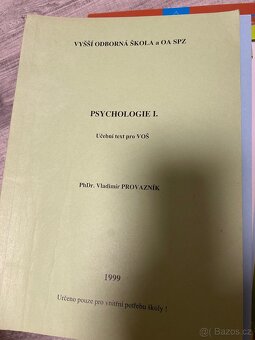 VYŠŠÍ ODBORNÁ ŠKOLA a OA SPZ
PSYCHOLOGIE I.
Učební text pro VOŠ
PhDr. Vladimír PROVAZNÍK
1999
Určeno pouze pro vnitřní potřebu školy !
Sbazos.cz